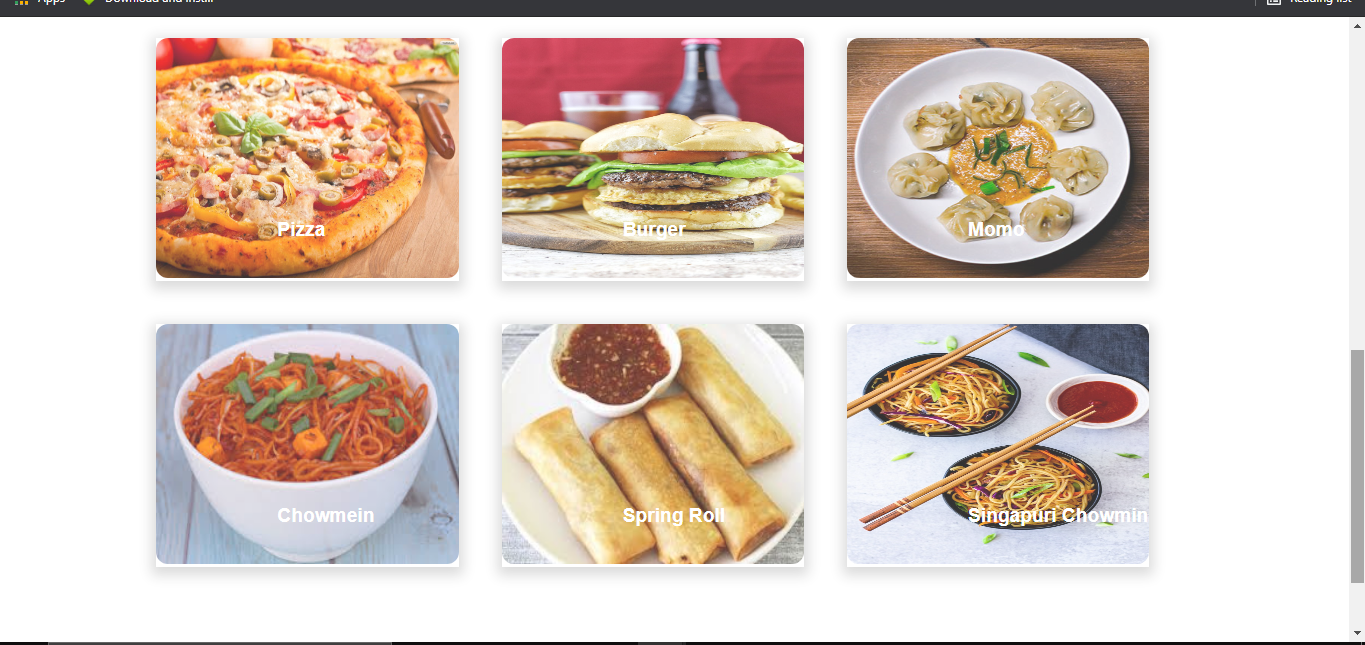 Apps
Download and Install
Reading list
Pizza
Burger
Momo
Chowmein
Spring Roll
Singapuri Chowmin